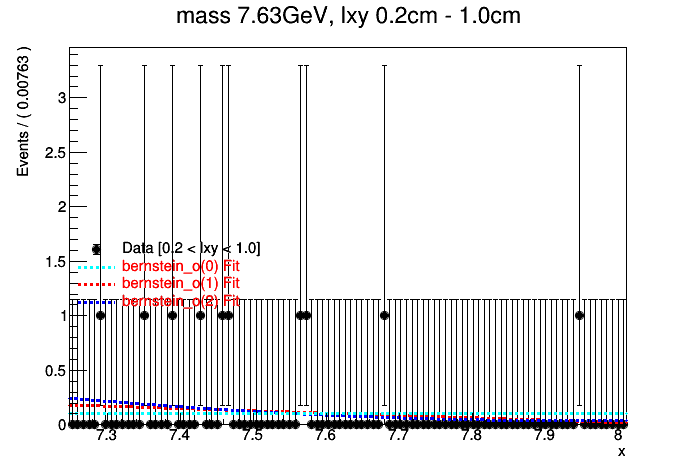 mass 7.63GeV, lxy 0.2cm - 1.0cm
Events / ( 0.00763 )
3
2.5
2
1.5
1
0.5
0
Data [0.2 < lxy < 1.0]
bernstein_o(0) Fit
bernstein_o(1) Fit
bernstein_o(2) Fit
7.3 7.4 7.5 7.6 7.7 7.8 7.9 8
x